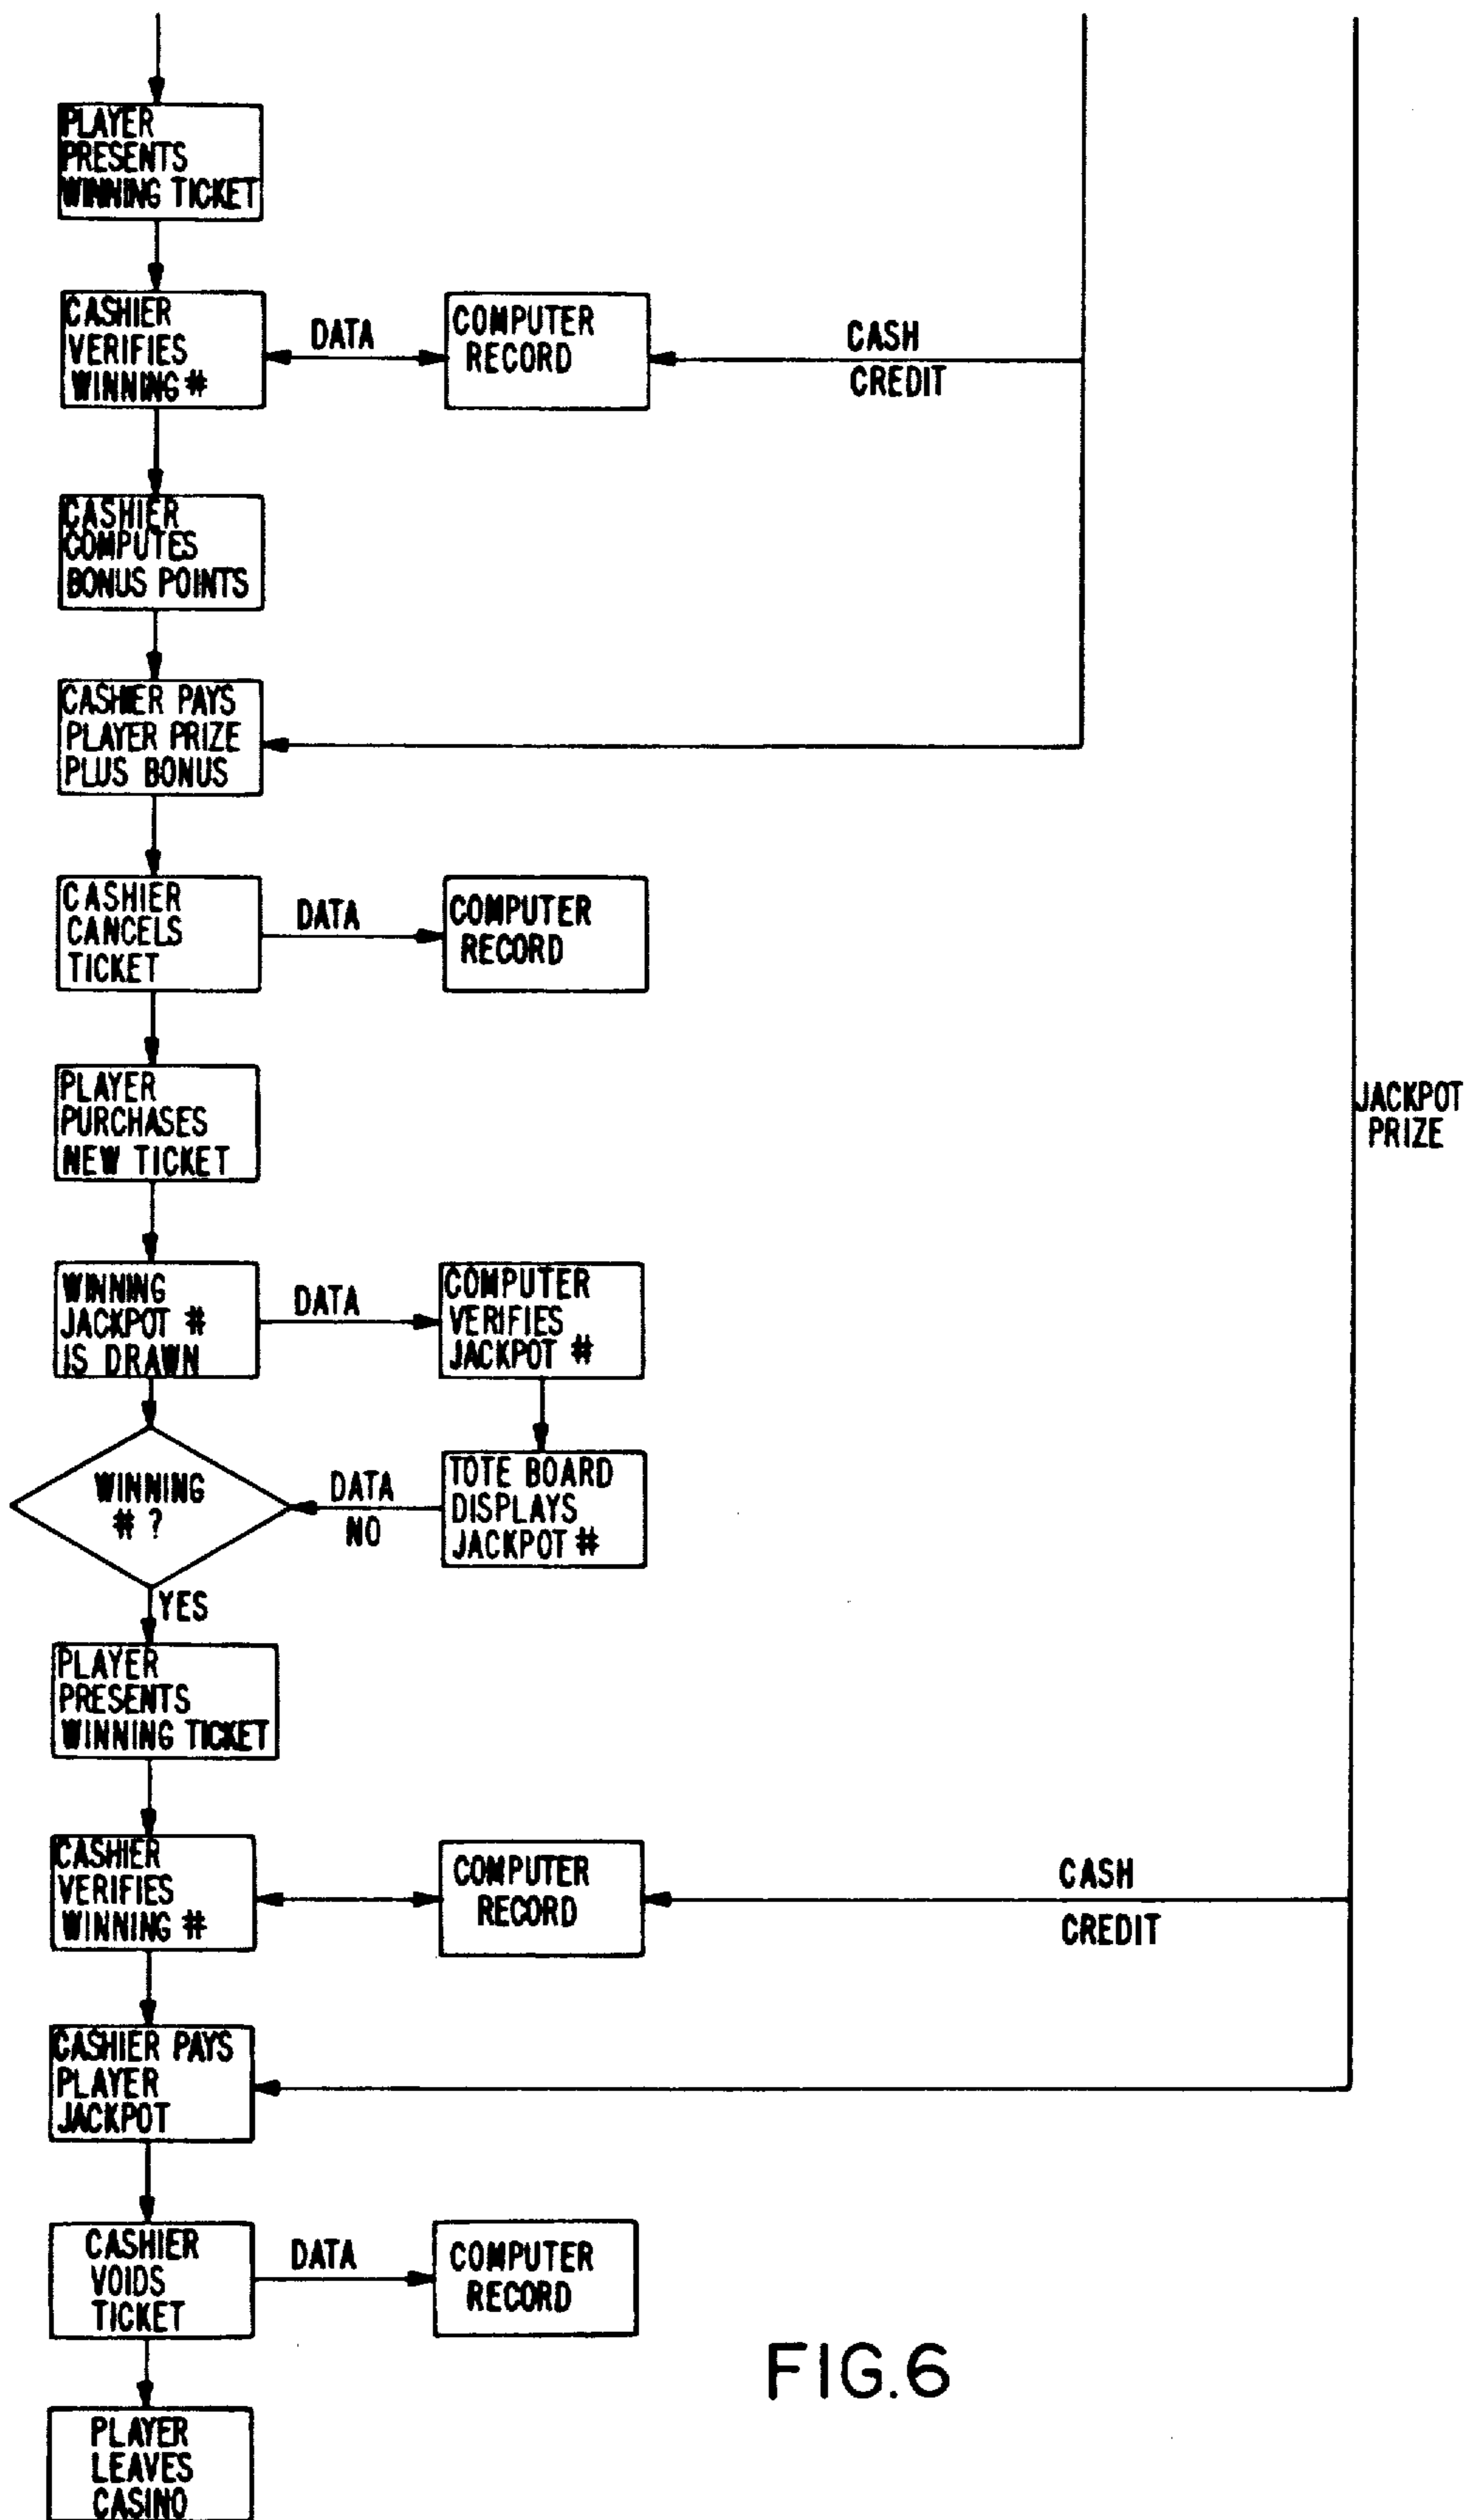 PLAYER
PRESENTS
WINNING TICKET
CASHIER
VERIFIES
WINNING #
DATA
COMPUTER
RECORD
CASH
CREDIT
CASHIER
COMPUTES
BONUS POINTS
CASHIER PAYS
PLAYER PRIZE
PLUS BONUS
CASHIER
CANCELS
TICKET
DATA
COMPUTER
RECORD
PLAYER
PURCHASES
NEW TICKET
JACKPOT
PRIZE
WINNING
JACKPOT #
IS DRAWN
DATA
COMPUTER
VERIFIES
JACKPOT #
WINNING
# ?
DATA
NO
TOTE BOARD
DISPLAYS
JACKPOT #
YES
PLAYER
PRESENTS
WINNING TICKET
CASHIER
VERIFIES
WINNING #
COMPUTER
RECORD
CASH
CREDIT
CASHIER PAYS
PLAYER
JACKPOT
CASHIER
VOIDS
TICKET
DATA
COMPUTER
RECORD
PLAYER
LEAVES
CASINO
FIG.6